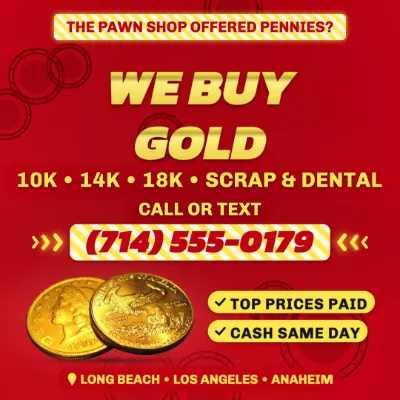 THE PAWN SHOP OFFERED PENNIES?
WE BUY
GOLD
10K • 14K • 18K • SCRAP & DENTAL
CALL OR TEXT
››› (714) 555-0179 ‹‹‹
✓ TOP PRICES PAID
✓ CASH SAME DAY
LONG BEACH • LOS ANGELES • ANAHEIM